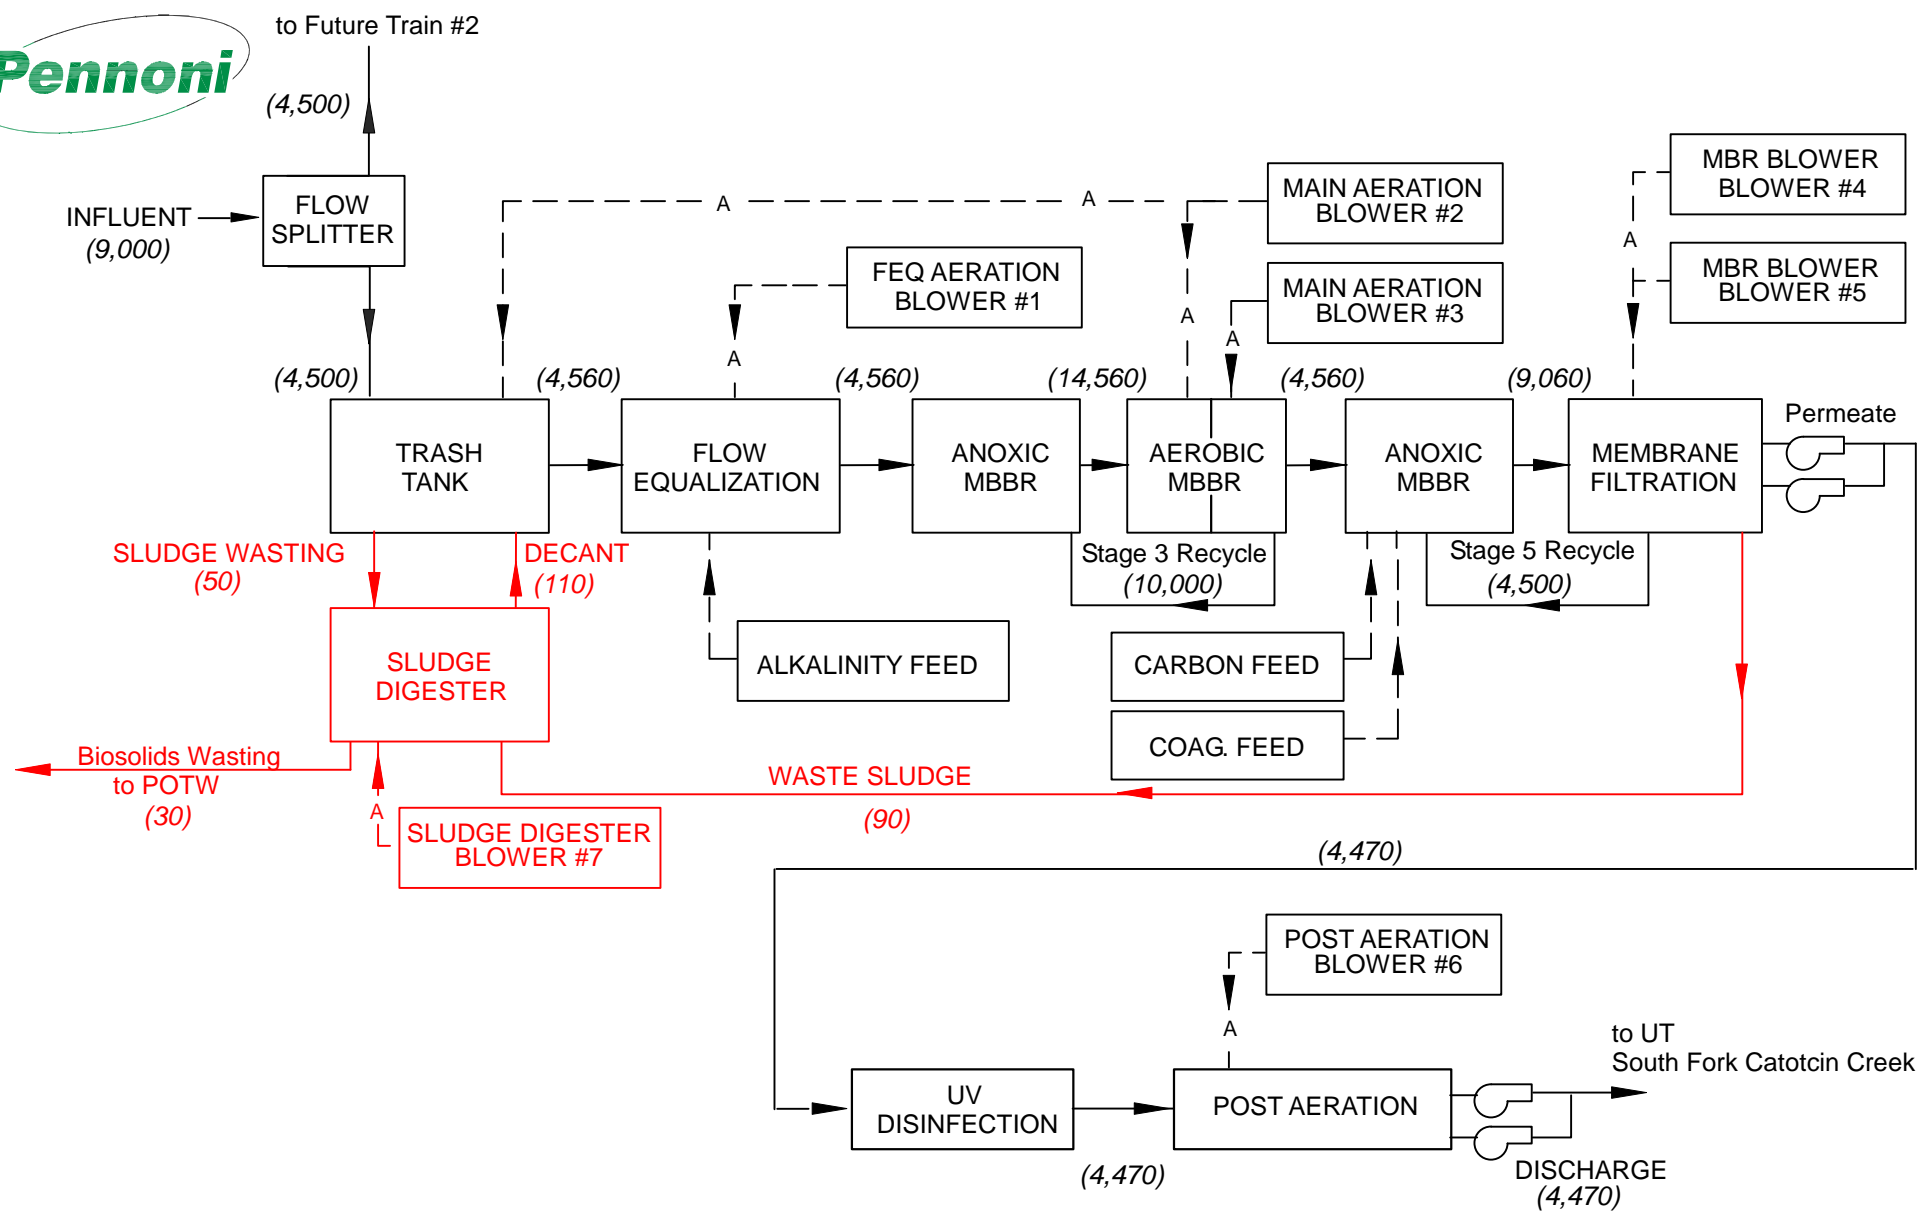 to Future Train #2
Pennoni
(4,500)
INFLUENT
(9,000)
FLOW
SPLITTER
A
A
MAIN AERATION
BLOWER #2
MBR BLOWER
BLOWER #4
A
FEQ AERATION
BLOWER #1
MAIN AERATION
BLOWER #3
MBR BLOWER
BLOWER #5
A
A
A
(4,500)
(4,560)
(4,560)
(14,560)
(4,560)
(9,060)
Permeate
TRASH
TANK
FLOW
EQUALIZATION
ANOXIC
MBBR
AEROBIC
MBBR
ANOXIC
MBBR
MEMBRANE
FILTRATION
SLUDGE WASTING
(50)
DECANT
(110)
Stage 3 Recycle
(10,000)
Stage 5 Recycle
(4,500)
SLUDGE
DIGESTER
ALKALINITY FEED
CARBON FEED
COAG. FEED
Biosolids Wasting
to POTW
(30)
WASTE SLUDGE
(90)
A
SLUDGE DIGESTER
BLOWER #7
(4,470)
POST AERATION
BLOWER #6
A
to UT
South Fork Catotcin Creek
UV
DISINFECTION
POST AERATION
(4,470)
DISCHARGE
(4,470)